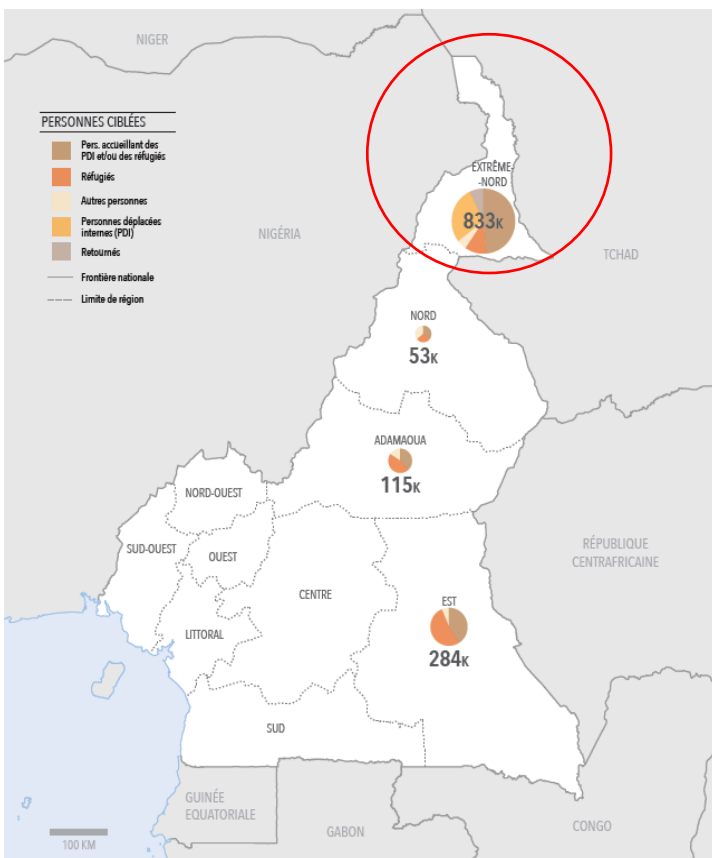 NIGER
PERSONNES CIBLÉES
Pers. accueillant des
PDI et/ou des réfugiés
Réfugiés
Autres personnes
Personnes déplacées
internes (PDI)
Retournés
Frontière nationale
Limite de région
EXTRÊME-
-NORD
833K
NIGÉRIA
TCHAD
NORD
53K
ADAMAOUA
115K
NORD-OUEST
SUD-OUEST
OUEST
RÉPUBLIQUE
CENTRAFRICAINE
CENTRE
EST
LITTORAL
284K
SUD
GUINÉE
EQUATORIALE
GABON
CONGO
100 KM